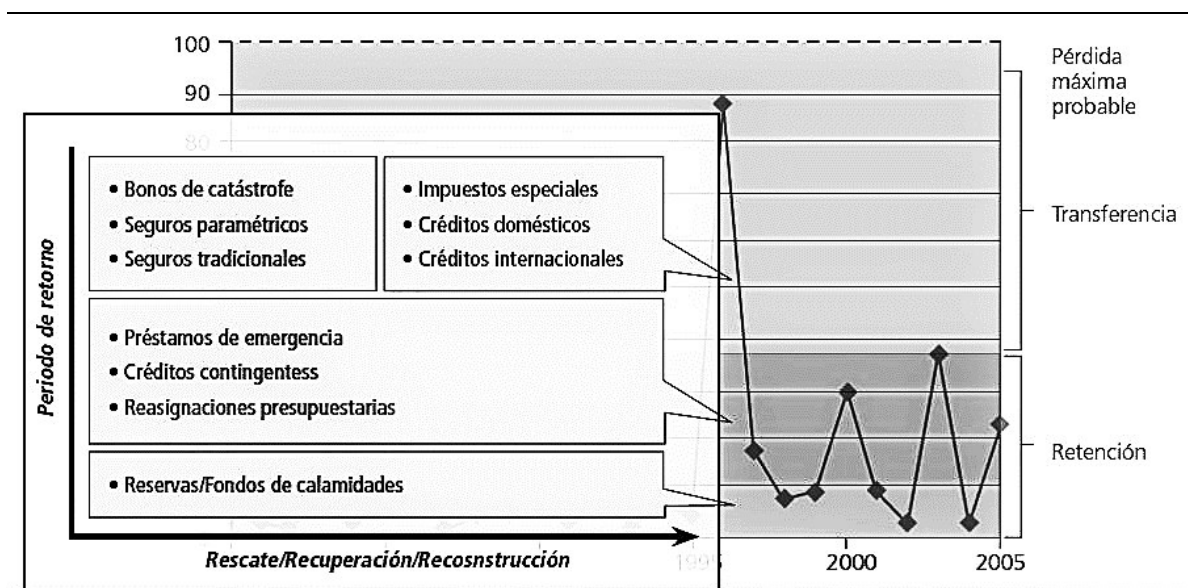 100
90
80
Pérdida
máxima
probable
Transferencia
Retención
Periodo de retorno
• Bonos de catástrofe
• Seguros paramétricos
• Seguros tradicionales
• Impuestos especiales
• Créditos domésticos
• Créditos internacionales
• Préstamos de emergencia
• Créditos contingentess
• Reasignaciones presupuestarias
• Reservas/Fondos de calamidades
Rescate/Recuperación/Recosnstrucción
1995
2000
2005